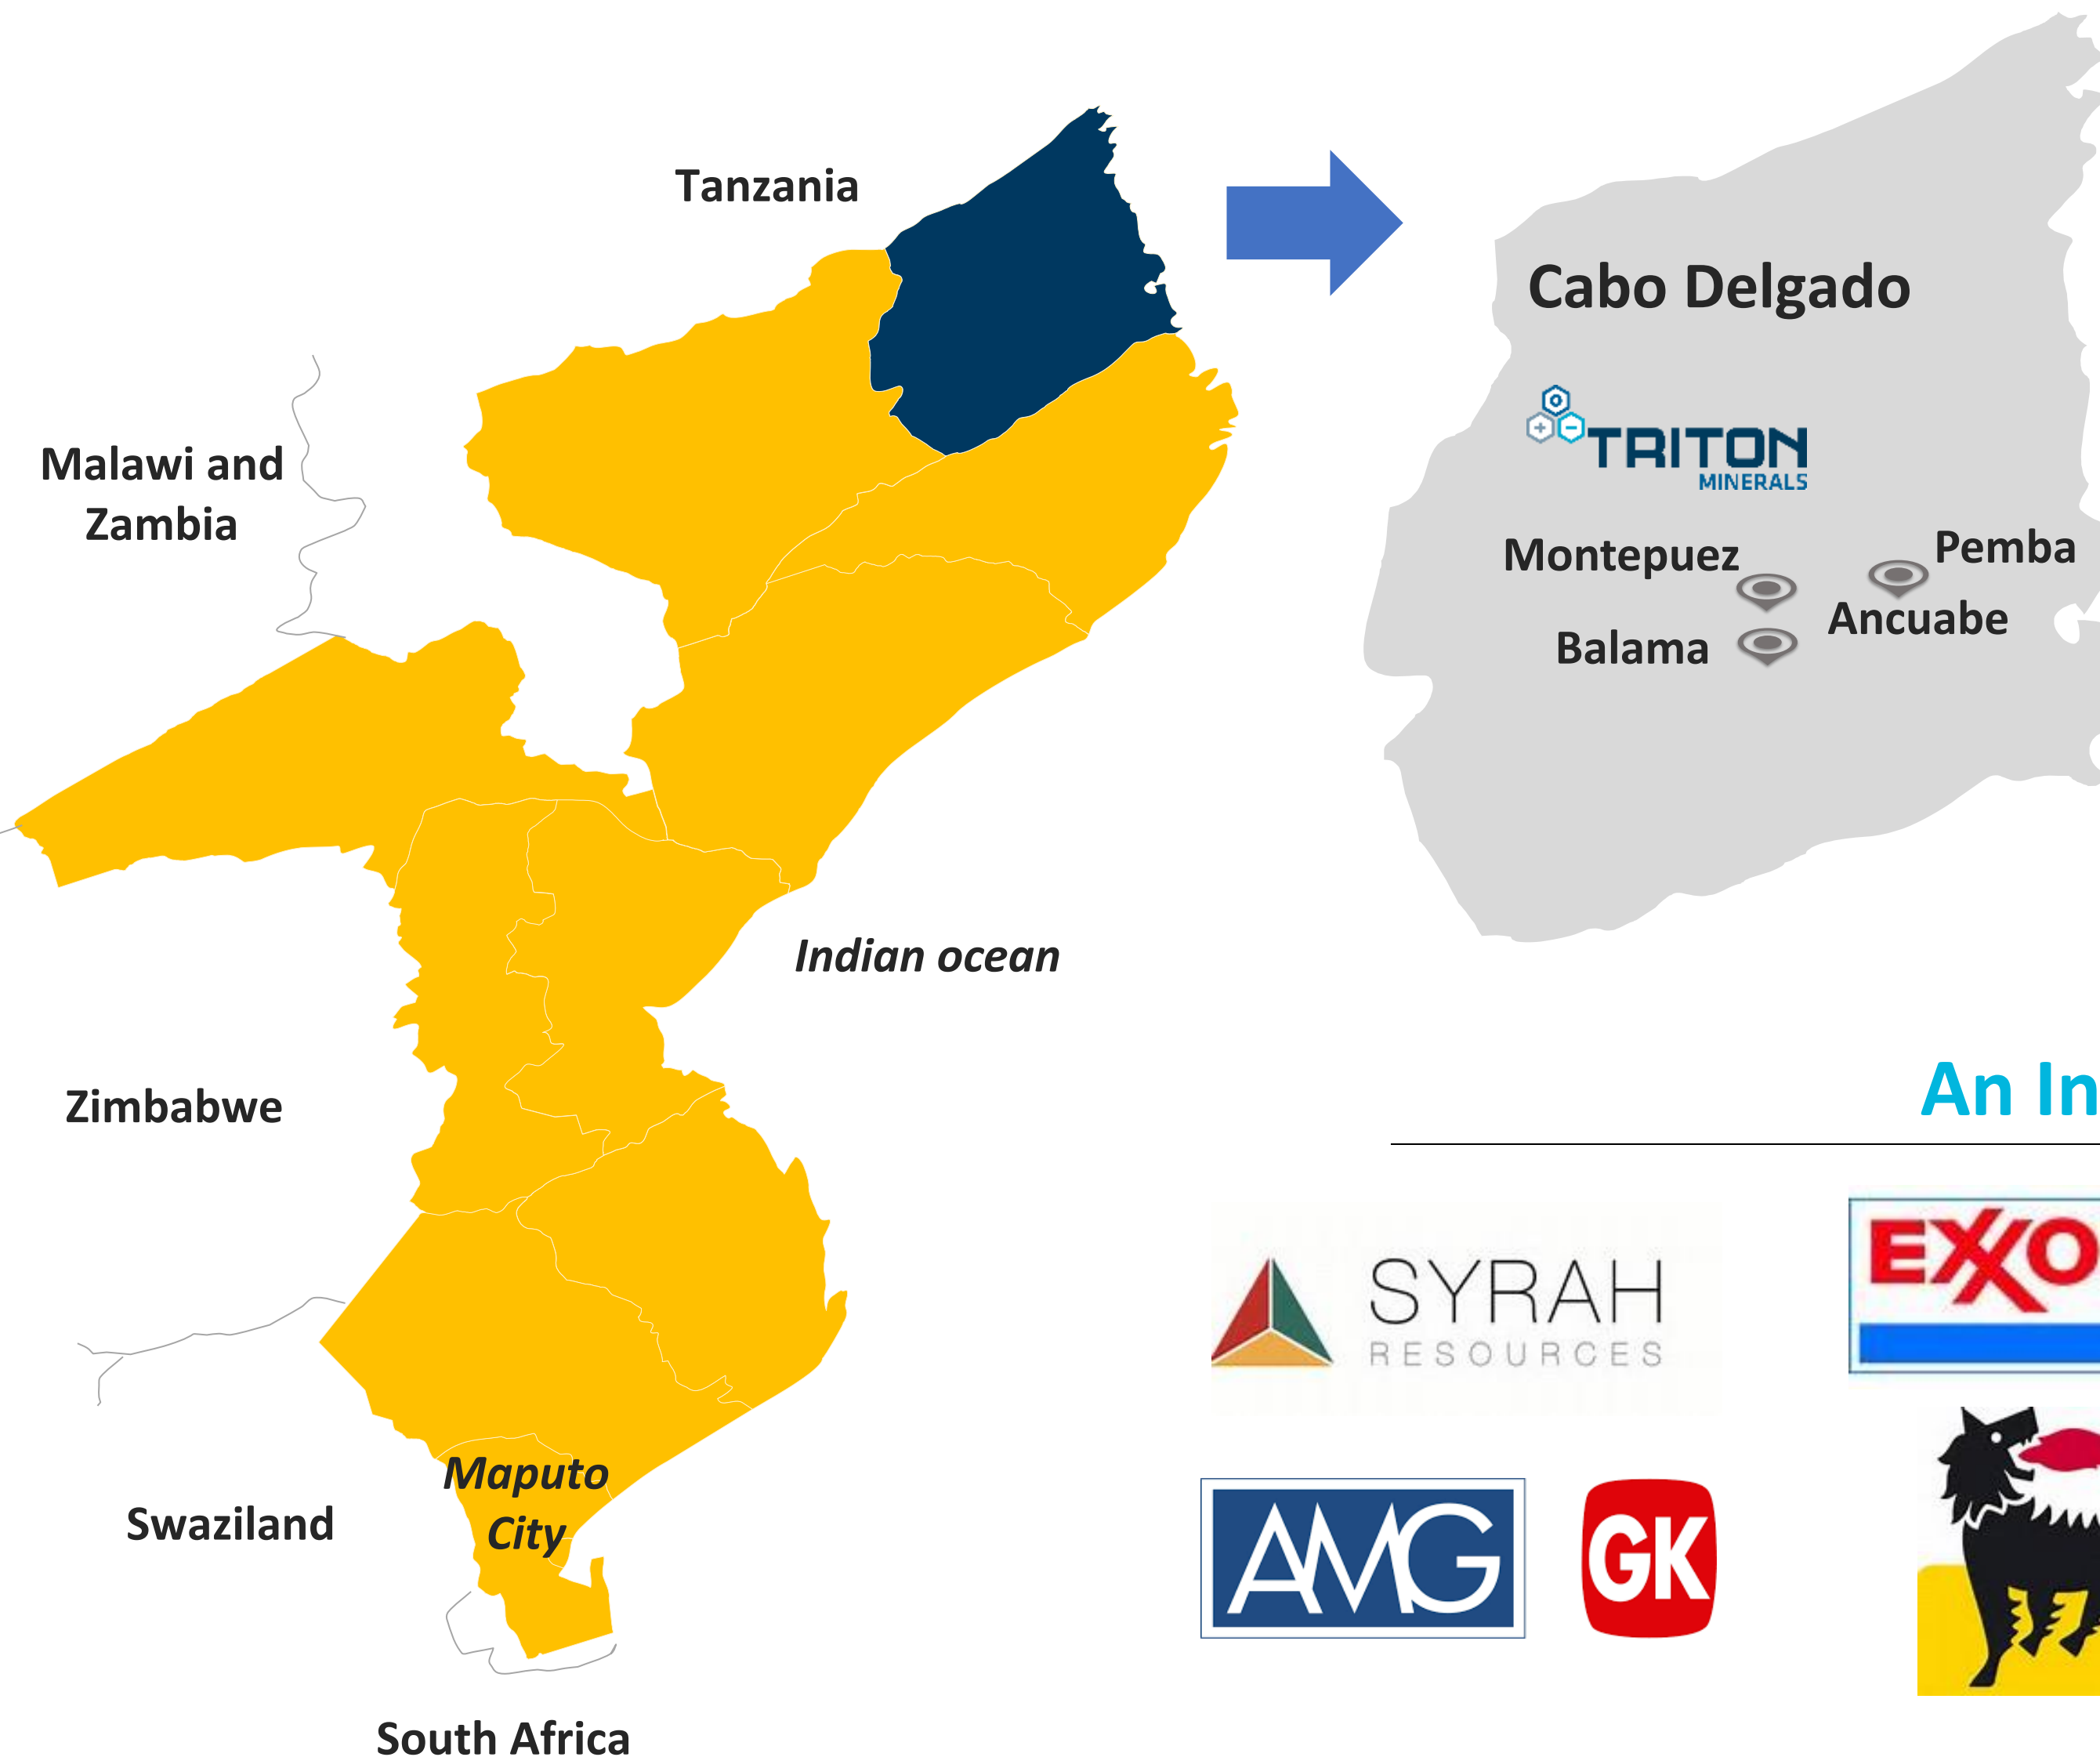 Tanzania
Cabo Delgado
TRITON
MINERALS
Malawi and
Zambia
Montepuez
Pemba
Ancuabe
Balama
Indian ocean
Zimbabwe
An In
SYRAH
RESOURCES
EXXO
Maputo
City
Swaziland
AMG
GK
South Africa